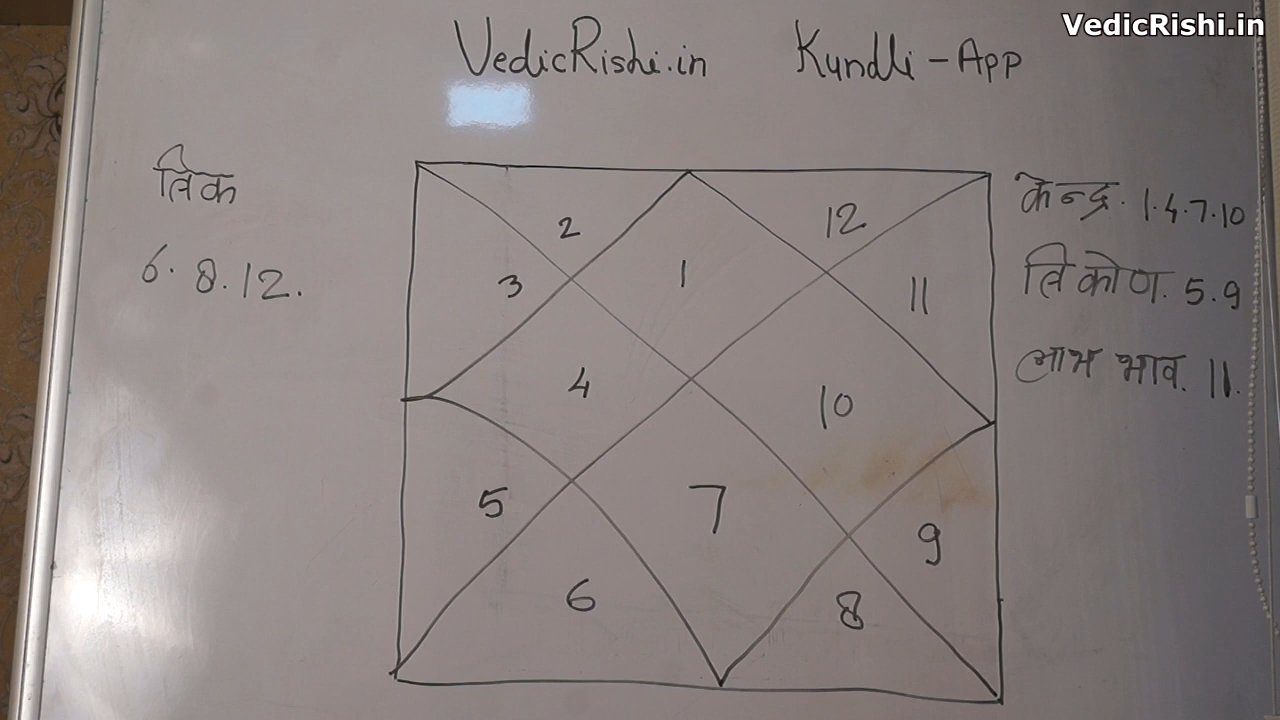 VedicRishi.in
VedicRishi.in Kundli - App
त्रिक
6. 8. 12.
2
12
3
1
11
4
10
5
7
9
6
8
केन्द्र. 1.4.7.10
त्रिकोण. 5.9
लाभ भाव. 11.